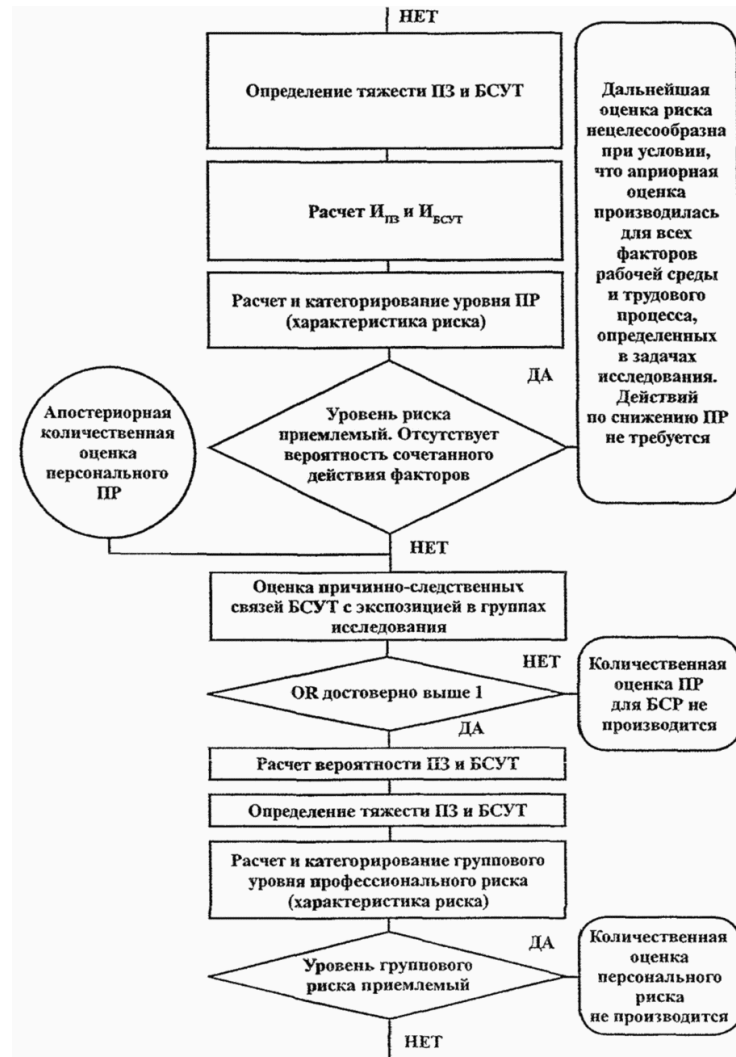 НЕТ
Определение тяжести ПЗ и БСУТ
Дальнейшая
оценка риска
нецелесообразна
при условии,
что априорная
оценка
производилась
для всех
факторов
рабочей среды
и трудового
процесса,
определенных
в задачах
исследования.
Действий
по снижению ПР
не требуется
Расчет ИПЗ и ИБСУТ
Расчет и категорирование уровня ПР
(характеристика риска)
ДА
Уровень риска
приемлемый. Отсутствует
вероятность сочетанного
действия факторов
Апостериорная
количественная
оценка
персонального
ПР
НЕТ
Оценка причинно-следственных
связей БСУТ с экспозицией в группах
исследования
НЕТ
OR достоверно выше 1
Количественная
оценка ПР
для БСР не
производится
ДА
Расчет вероятности ПЗ и БСУТ
Определение тяжести ПЗ и БСУТ
Расчет и категорирование группового
уровня профессионального риска
(характеристика риска)
ДА
Уровень группового
риска приемлемый
Количественная
оценка
персонального
риска
не производится
НЕТ